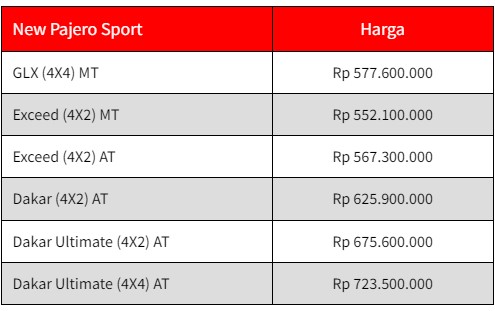 New Pajero Sport Harga
GLX (4X4) MT Rp 577.600.000
Exceed (4X2) MT Rp 552.100.000
Exceed (4X2) AT Rp 567.300.000
Dakar (4X2) AT Rp 625.900.000
Dakar Ultimate (4X2) AT Rp 675.600.000
Dakar Ultimate (4X4) AT Rp 723.500.000